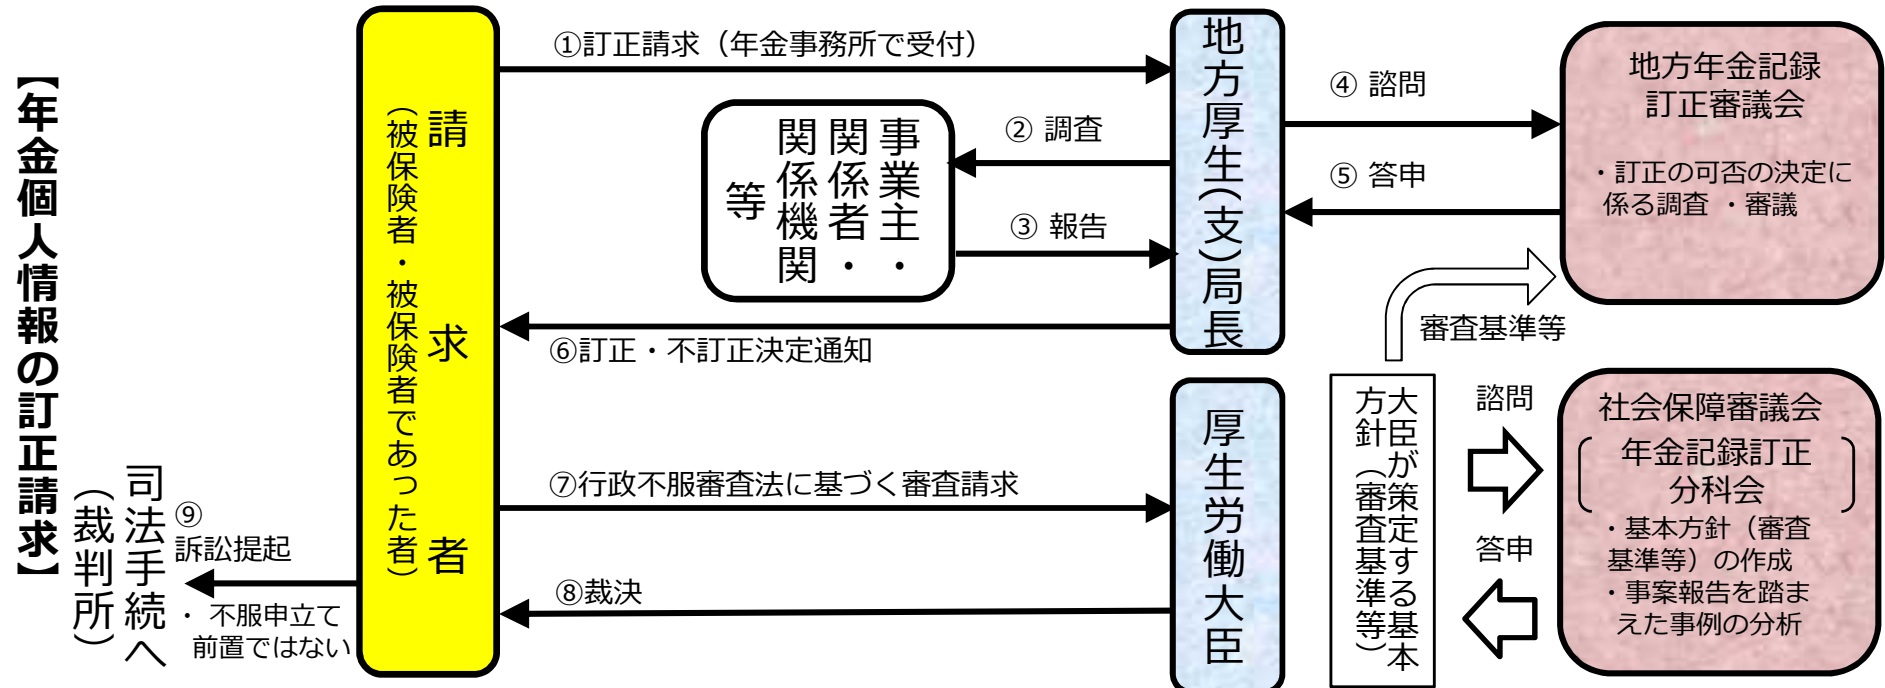 【年金個人情報の訂正請求】
司法手続へ
（裁判所）
⑨
訴訟提起
・ 不服申立て
前置ではない
請求者
（被保険者・被保険者であった者）
①訂正請求（年金事務所で受付）
② 調査
③ 報告
事業主・
関係者・
関係機関
等
⑥訂正・不訂正決定通知
⑦行政不服審査法に基づく審査請求
⑧裁決
地方厚生(支)局長
厚生労働大臣
④ 諮問
⑤ 答申
地方年金記録
訂正審議会
・訂正の可否の決定に
係る調査 ・審議
審査基準等
大臣が策定する基本
方針（審査基準等）
諮問
答申
社会保障審議会
年金記録訂正
分科会
・基本方針（審査
基準等）の作成
・事案報告を踏ま
えた事例の分析